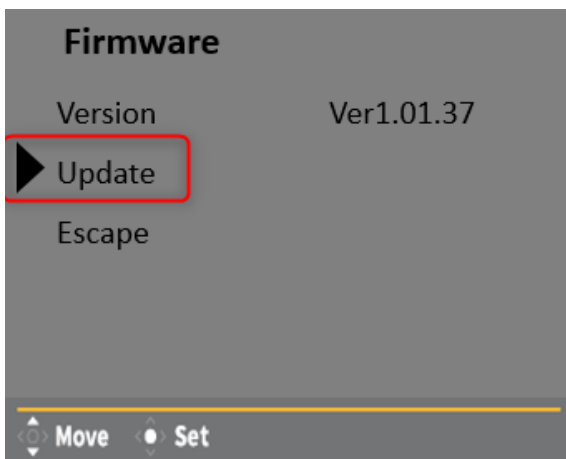 Firmware
Version Ver1.01.37
Update
Escape
Move Set